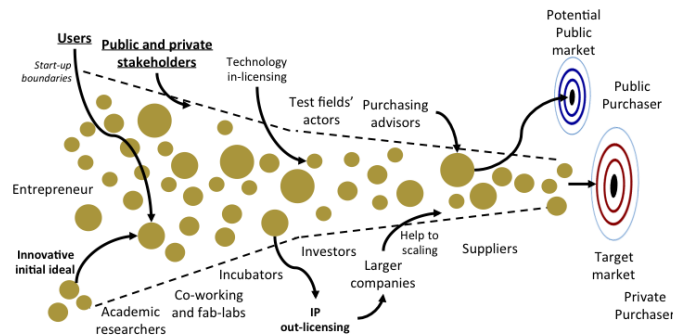 Users
Start-up
boundaries
Public and private
stakeholders
Technology
in-licensing
Test fields'
actors
Purchasing
advisors
Potential
Public
market
Public
Purchaser
Entrepreneur
Innovative
initial ideal
Academic
researchers
Co-working
and fab-labs
Incubators
IP
out-licensing
Investors
Larger
companies
Help to
scaling
Suppliers
Target
market
Private
Purchaser